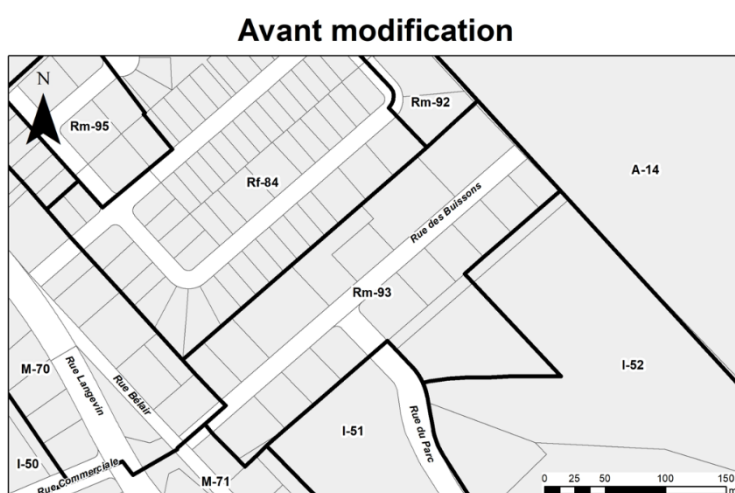 Avant modification
N
Rm-95
Rm-92
A-14
Rf-84
Rue des Buissons
Rm-93
M-70
Rue Langevin
Rue Bélair
I-52
I-51
Rue du Parc
I-50
Rue Commerciale
M-71
0 25 50 100 150
m